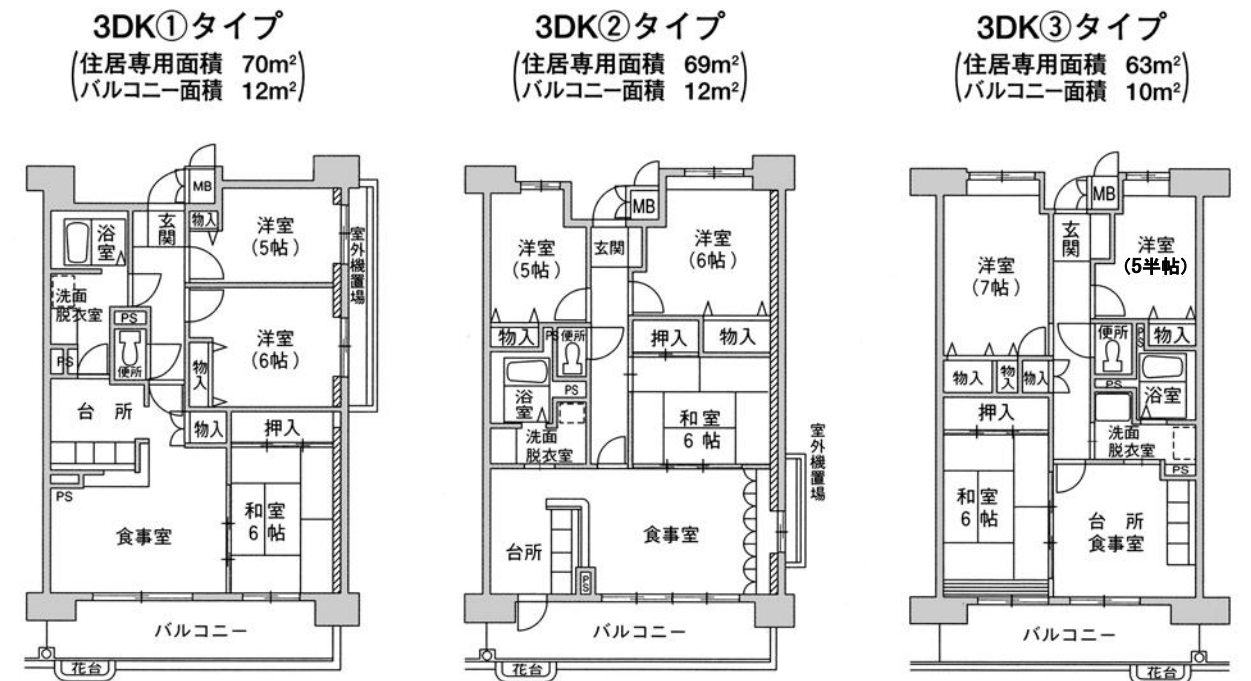 3DK①タイプ
(住居専用面積 70m²
バルコニー面積 12m²)
MB
物入
玄関
浴室
洋室
(5帖)
室外機置場
洗面
脱衣室
PS
PS
便所
洋室
(6帖)
物入
台所
物入
押入
PS
和室
6帖
食事室
バルコニー
花台
3DK②タイプ
(住居専用面積 69m²
バルコニー面積 12m²)
MB
玄関
洋室
(5帖)
洋室
(6帖)
物入
PS
便所
押入
物入
浴室
PS
和室
6帖
洗面
脱衣室
室外機置場
台所
食事室
PS
バルコニー
花台
3DK③タイプ
(住居専用面積 63m²
バルコニー面積 10m²)
MB
玄関
洋室
(7帖)
洋室
(5半帖)
便所
PS
物入
物入
物入
物入
PS
浴室
押入
洗面
脱衣室
PS
和室
6帖
台所
食事室
バルコニー
花台